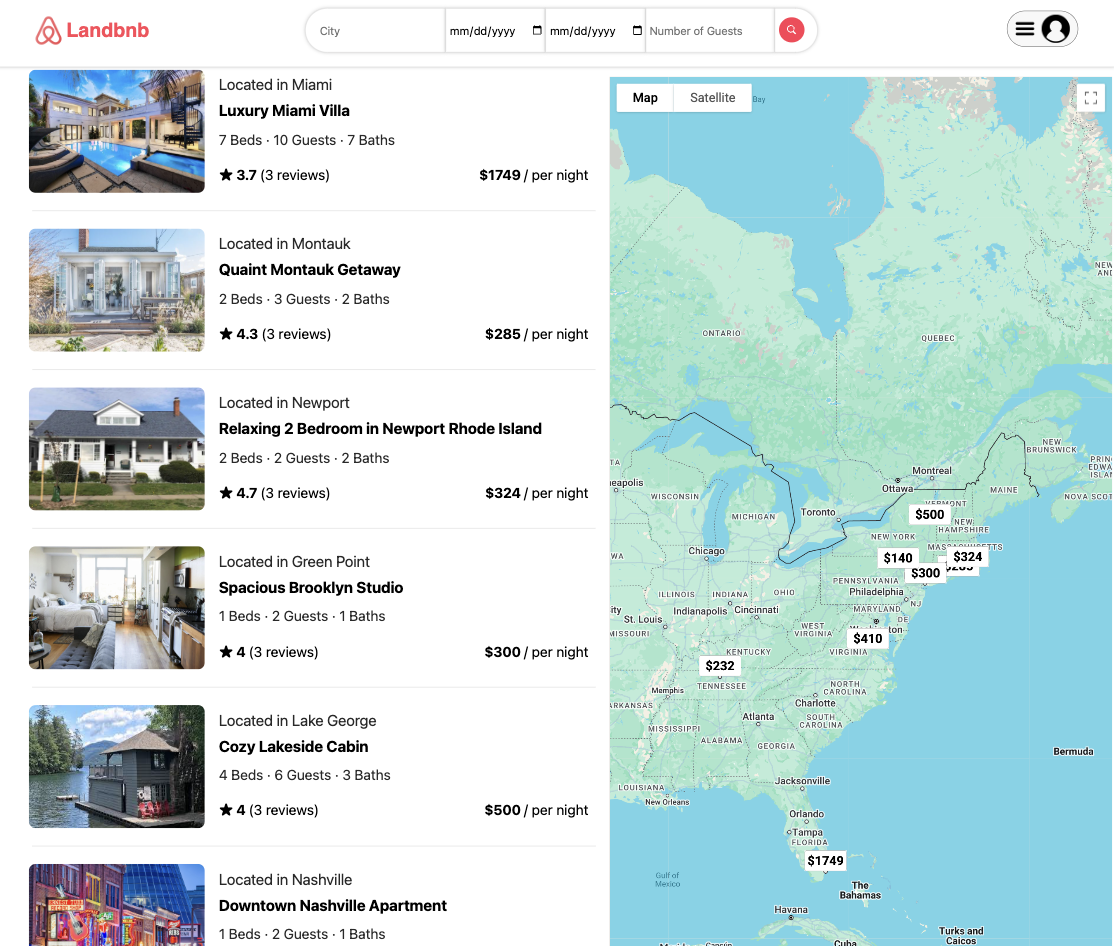 Landbnb
City
mm/dd/yyyy
mm/dd/yyyy
Number of Guests
Located in Miami
Luxury Miami Villa
7 Beds · 10 Guests · 7 Baths
★ 3.7 (3 reviews)
$1749 / per night
Located in Montauk
Quaint Montauk Getaway
2 Beds · 3 Guests · 2 Baths
★ 4.3 (3 reviews)
$285 / per night
Located in Newport
Relaxing 2 Bedroom in Newport Rhode Island
2 Beds · 2 Guests · 2 Baths
★ 4.7 (3 reviews)
$324 / per night
Located in Green Point
Spacious Brooklyn Studio
1 Beds · 2 Guests · 1 Baths
★ 4 (3 reviews)
$300 / per night
Located in Lake George
Cozy Lakeside Cabin
4 Beds · 6 Guests · 3 Baths
★ 4 (3 reviews)
$500 / per night
Located in Nashville
Downtown Nashville Apartment
1 Beds · 2 Guests · 1 Baths
Map
Satellite
Bay
ONTARIO
QUEBEC
NEW
BRUNSWICK
Montreal
Ottawa
MAINE
NOVA SCOT
VERMONT
$500
NEW
HAMPSHIRE
WISCONSIN
MICHIGAN
Toronto
NEW YORK
MASSACHUSETTS
$324
$285
$140
$300
Chicago
PENNSYLVANIA
Philadelphia
NJ
ILLINOIS
INDIANA
OHIO
Indianapolis
Cincinnati
MARYLAND
DE
St. Louis
MISSOURI
WEST
VIRGINIA
Washington
$410
VIRGINIA
KENTUCKY
$232
TENNESSEE
Memphis
NORTH
CAROLINA
Charlotte
ARKANSAS
Atlanta
SOUTH
CAROLINA
MISSISSIPPI
ALABAMA
GEORGIA
Bermuda
Jacksonville
LOUISIANA
New Orleans
Orlando
Tampa
FLORIDA
$1749
Gulf of
Mexico
The
Bahamas
Havana
Turks and
Caicos
Cuba
Cancún